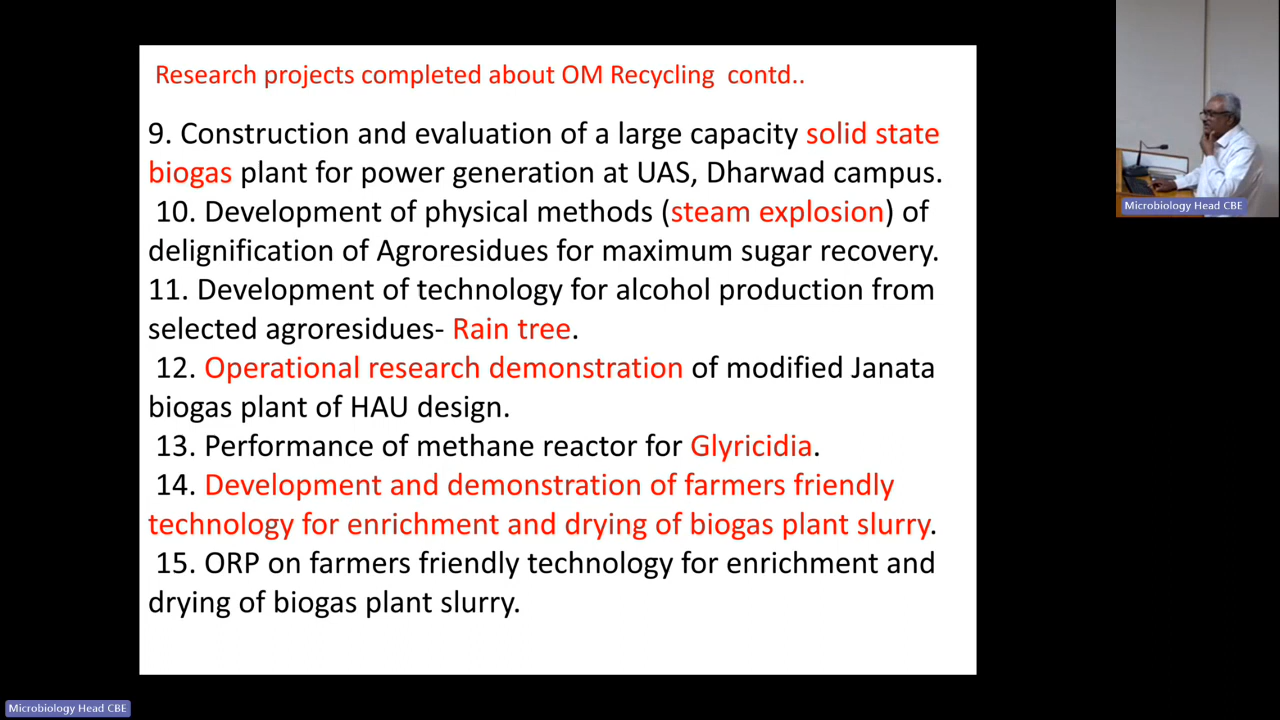 Research projects completed about OM Recycling contd..
9. Construction and evaluation of a large capacity solid state
biogas plant for power generation at UAS, Dharwad campus.
10. Development of physical methods (steam explosion) of
delignification of Agroresidues for maximum sugar recovery.
11. Development of technology for alcohol production from
selected agroresidues- Rain tree.
12. Operational research demonstration of modified Janata
biogas plant of HAU design.
13. Performance of methane reactor for Glyricidia.
14. Development and demonstration of farmers friendly
technology for enrichment and drying of biogas plant slurry.
15. ORP on farmers friendly technology for enrichment and
drying of biogas plant slurry.
Microbiology Head CBE
Microbiology Head CBE